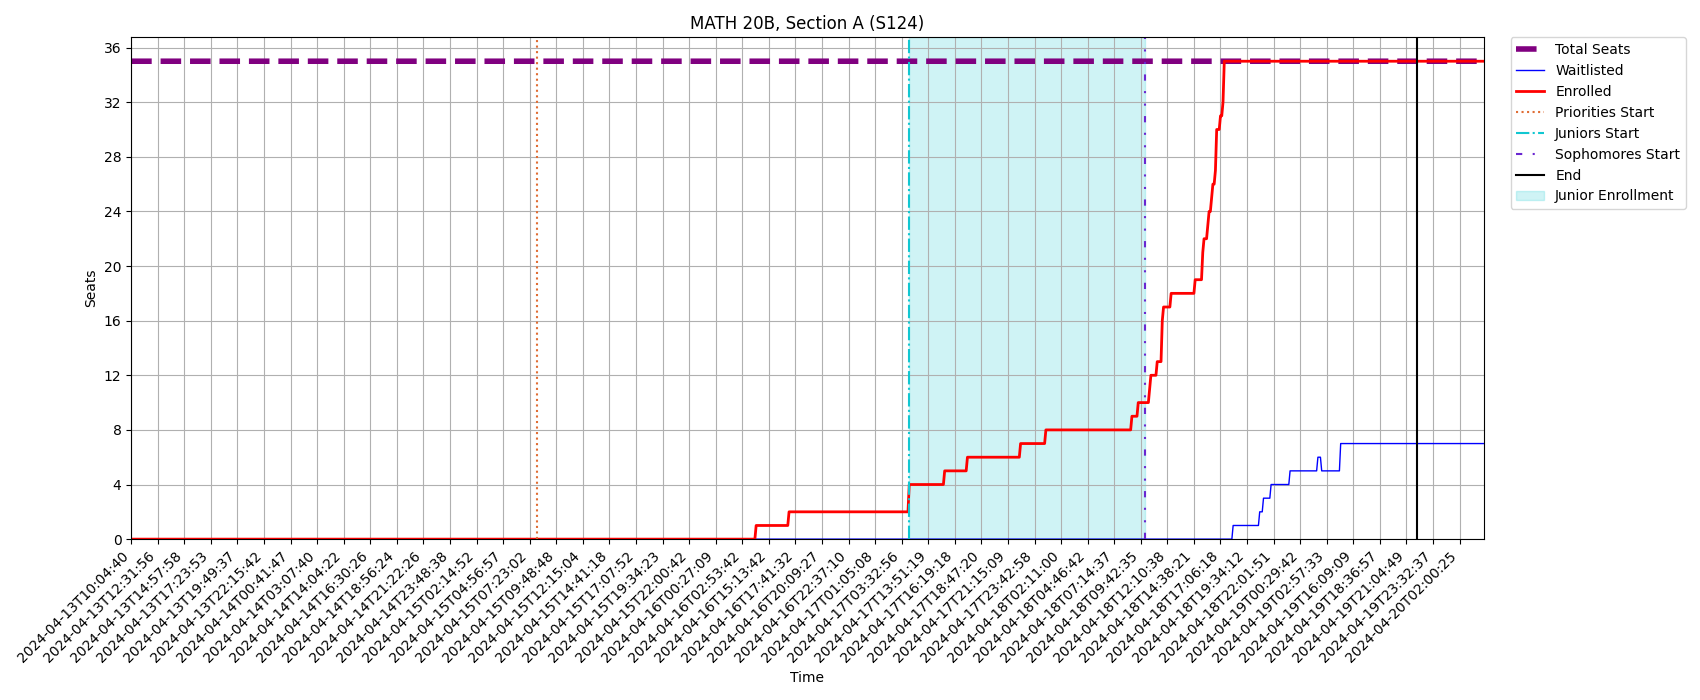 MATH 20B, Section A (S124)
Seats
36
32
28
24
20
16
12
8
4
0
2024-04-13T10:04:40
2024-04-13T12:31:56
2024-04-13T14:57:58
2024-04-13T17:23:53
2024-04-13T19:49:37
2024-04-13T22:15:42
2024-04-14T00:41:47
2024-04-14T03:07:40
2024-04-14T14:04:22
2024-04-14T16:30:26
2024-04-14T18:56:24
2024-04-14T21:22:26
2024-04-14T23:48:38
2024-04-15T02:14:52
2024-04-15T04:56:57
2024-04-15T07:23:02
2024-04-15T09:48:48
2024-04-15T12:15:04
2024-04-15T14:41:18
2024-04-15T17:07:52
2024-04-15T19:34:23
2024-04-15T22:00:42
2024-04-16T00:27:09
2024-04-16T02:53:42
2024-04-16T15:13:42
2024-04-16T17:41:32
2024-04-16T20:09:27
2024-04-16T22:37:10
2024-04-17T01:05:08
2024-04-17T03:32:56
2024-04-17T13:51:19
2024-04-17T16:19:18
2024-04-17T18:47:20
2024-04-17T21:15:09
2024-04-17T23:42:58
2024-04-18T02:11:00
2024-04-18T04:46:42
2024-04-18T07:14:37
2024-04-18T09:42:35
2024-04-18T12:10:38
2024-04-18T14:38:21
2024-04-18T17:06:18
2024-04-18T19:34:12
2024-04-18T22:01:51
2024-04-19T00:29:42
2024-04-19T02:57:33
2024-04-19T16:09:09
2024-04-19T18:36:57
2024-04-19T21:04:49
2024-04-19T23:32:37
2024-04-20T02:00:25
Time
Total Seats
Waitlisted
Enrolled
Priorities Start
Juniors Start
Sophomores Start
End
Junior Enrollment